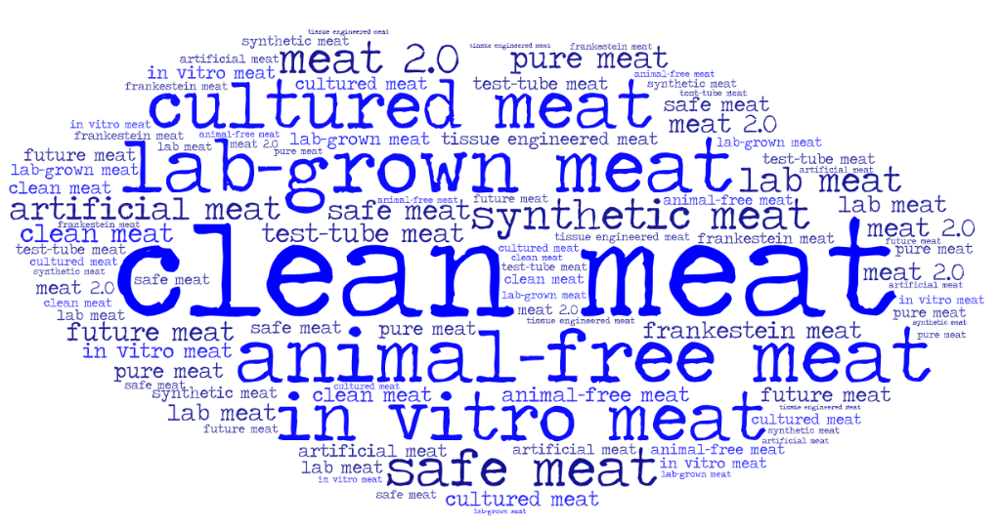 tissue engineered meat
synthetic meat
meat 2.0
tissue engineered meat
frankestein meat
artificial meat
pure meat
in vitro meat
animal-free meat
frankestein meat
cultured meat
test-tube meat
synthetic meat
test-tube meat
cultured meat
safe meat
in vitro meat
meat 2.0
frankestein meat
animal-free meat
lab-grown meat
tissue engineered meat
lab-grown meat
lab meat
meat 2.0
pure meat
future meat
lab-grown meat
test-tube meat
lab-grown meat
artificial meat
clean meat
lab meat
artificial meat
safe meat
animal-free meat
future meat
synthetic meat
animal-free meat
lab meat
frankestein meat
clean meat
test-tube meat
tissue engineered meat
frankestein meat
meat 2.0
future meat
test-tube meat
clean meat
cultured meat
pure meat
cultured meat
clean meat
synthetic meat
test-tube meat
meat 2.0
safe meat
clean meat
meat 2.0
artificial meat
clean meat
lab-grown meat
in vitro meat
lab meat
meat 2.0
pure meat
tissue engineered meat
synthetic meat
future meat
safe meat
pure meat
frankestein meat
pure meat
in vitro meat
animal-free meat
pure meat
safe meat
cultured meat
synthetic meat
clean meat
animal-free meat
future meat
lab meat
in vitro meat
tissue engineered meat
cultured meat
future meat
synthetic meat
artificial meat
artificial meat
artificial meat
animal-free meat
lab meat
safe meat
in vitro meat
in vitro meat
lab-grown meat
safe meat
cultured meat
lab-grown meat